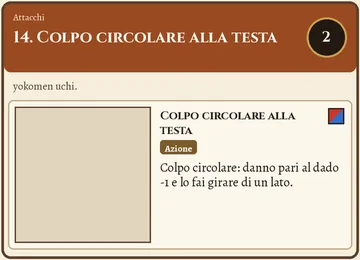 Attacchi
14. Colpo circolare alla testa
2
yokomen uchi.
Colpo circolare alla
testa
Azione
Colpo circolare: danno pari al dado
-1 e lo fai girare di un lato.